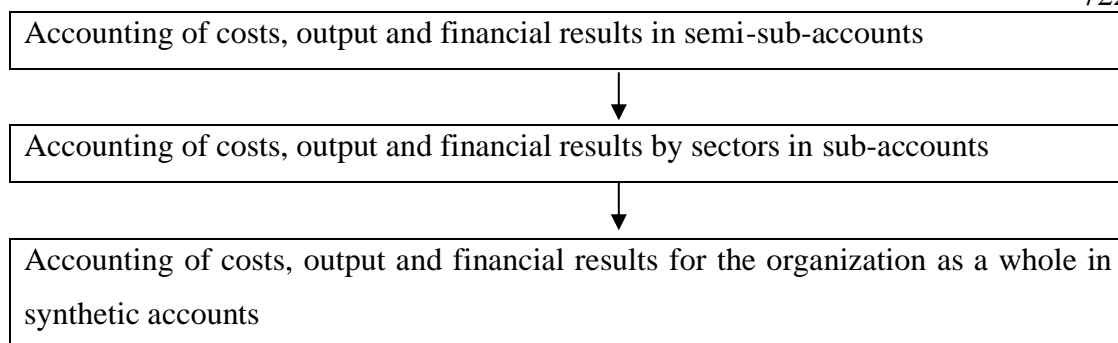 Accounting of costs, output and financial results in semi-sub-accounts
Accounting of costs, output and financial results by sectors in sub-accounts
Accounting of costs, output and financial results for the organization as a whole in
synthetic accounts